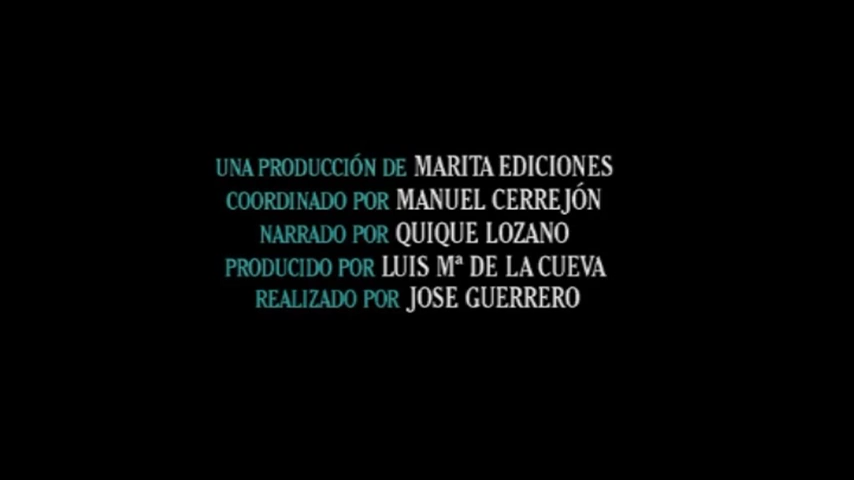 UNA PRODUCCIÓN DE MARITA EDICIONES
COORDINADO POR MANUEL CERREJÓN
NARRADO POR QUIQUE LOZANO
PRODUCIDO POR LUIS Mª DE LA CUEVA
REALIZADO POR JOSE GUERRERO